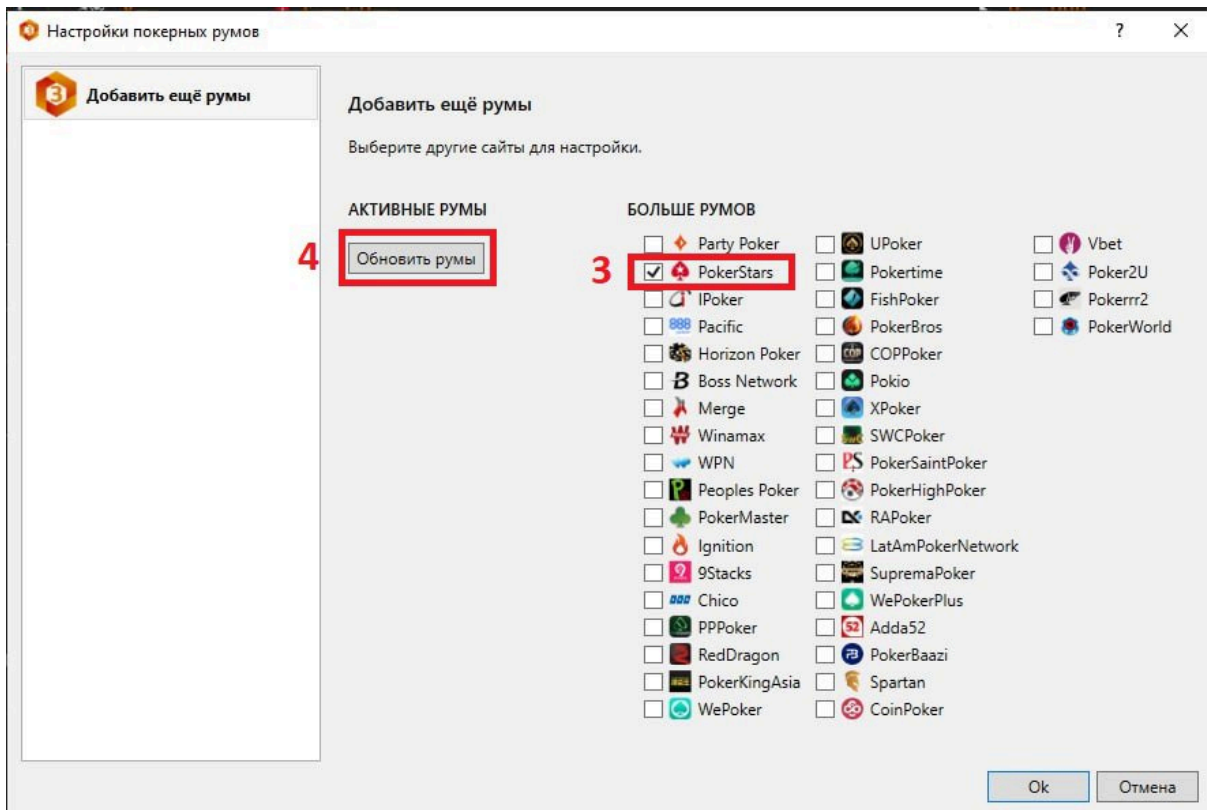 Настройки покерных румов
Добавить ещё румы
Добавить ещё румы
Выберите другие сайты для настройки.
АКТИВНЫЕ РУМЫ
4 Обновить румы
БОЛЬШЕ РУМОВ
Party Poker
3 PokerStars
IPoker
Pacific
Horizon Poker
Boss Network
Merge
Winamax
WPN
Peoples Poker
PokerMaster
Ignition
9Stacks
Chico
PPPoker
RedDragon
PokerKingAsia
WePoker
UPoker
Pokertime
FishPoker
PokerBros
COPPoker
Pokio
XPoker
SWCPoker
PokerSaintPoker
PokerHighPoker
RAPoker
LatAmPokerNetwork
SupremaPoker
WePokerPlus
Adda52
PokerBaazi
Spartan
CoinPoker
Vbet
Poker2U
Pokerrr2
PokerWorld
Ok
Отмена